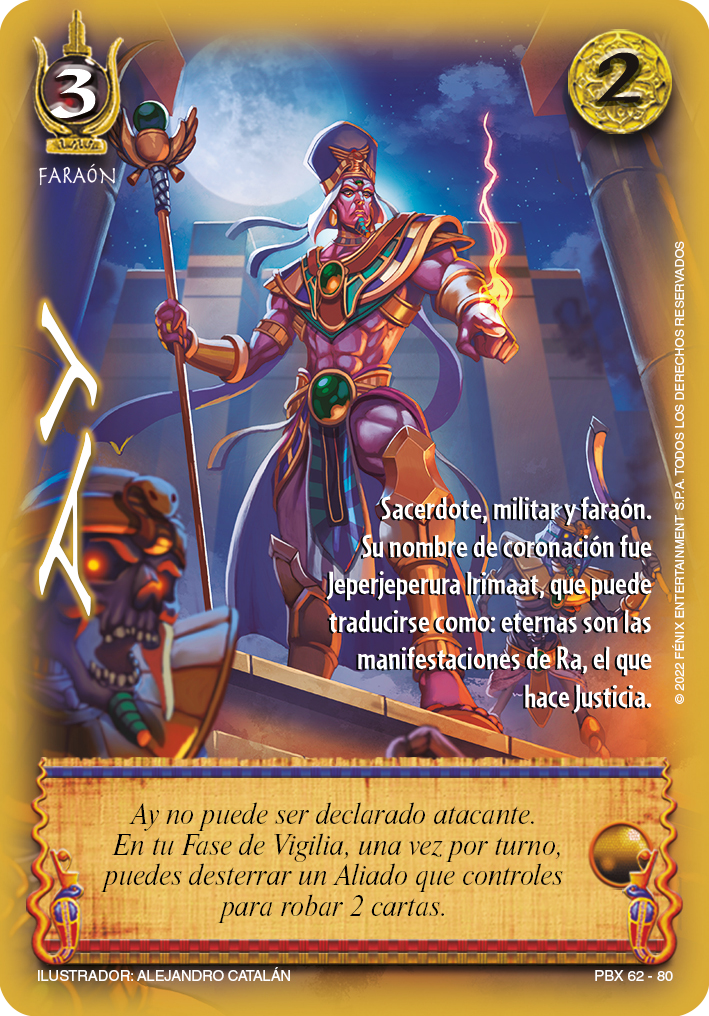 3
2
FARAÓN
AY
Sacerdote, militar y faraón.
Su nombre de coronación fue
Jeperjeperura Irimaat, que puede
traducirse como: eternas son las
manifestaciones de Ra, el que
hace Justicia.
© 2022 FÉNIX ENTERTAINMENT S.P.A. TODOS LOS DERECHOS RESERVADOS
Ay no puede ser declarado atacante.
En tu Fase de Vigilia, una vez por turno,
puedes desterrar un Aliado que controles
para robar 2 cartas.
ILUSTRADOR: ALEJANDRO CATALÁN
PBX 62 - 80